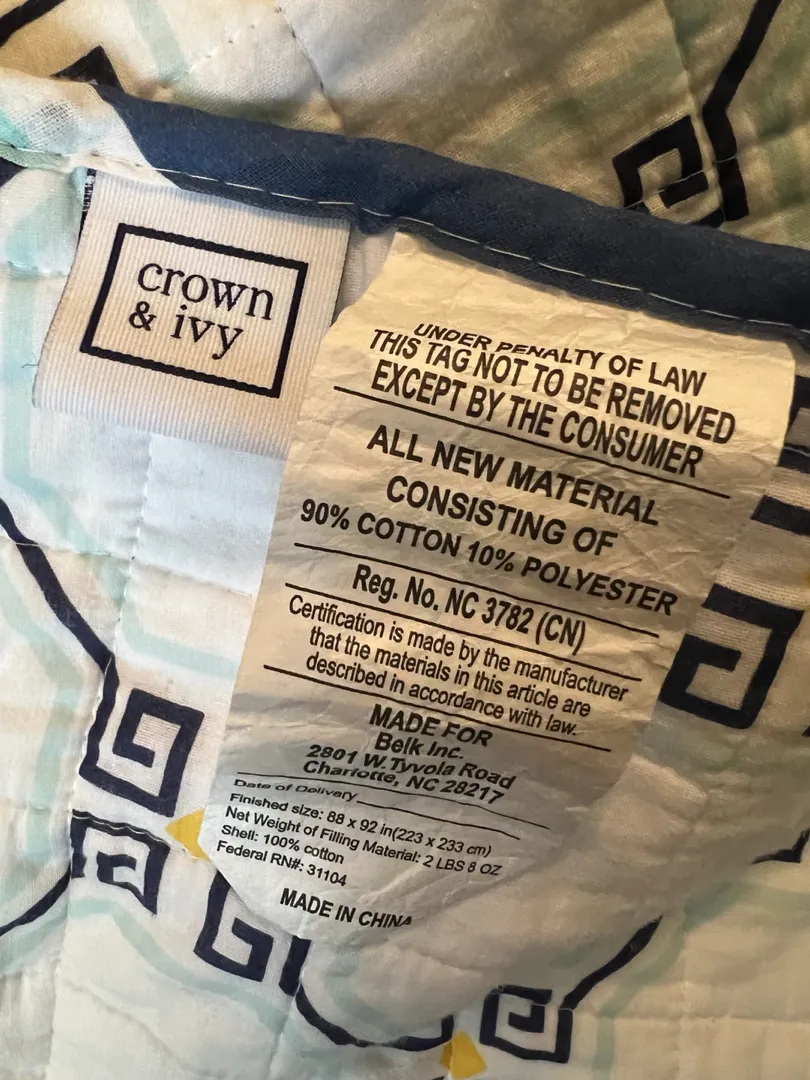 crown
& ivy
UNDER PENALTY OF LAW
THIS TAG NOT TO BE REMOVED
EXCEPT BY THE CONSUMER
ALL NEW MATERIAL
CONSISTING OF
90% COTTON 10% POLYESTER
Reg. No. NC 3782 (CN)
Certification is made by the manufacturer
that the materials in this article are
described in accordance with law.
MADE FOR
Belk Inc.
2801 W. Tyvola Road
Charlotte, NC 28217
Date of Delivery
Finished size: 88 x 92 in(223 x 233 cm)
Net Weight of Filling Material: 2 LBS 8 OZ
Shell: 100% cotton
Federal RN#: 31104
MADE IN CHINA